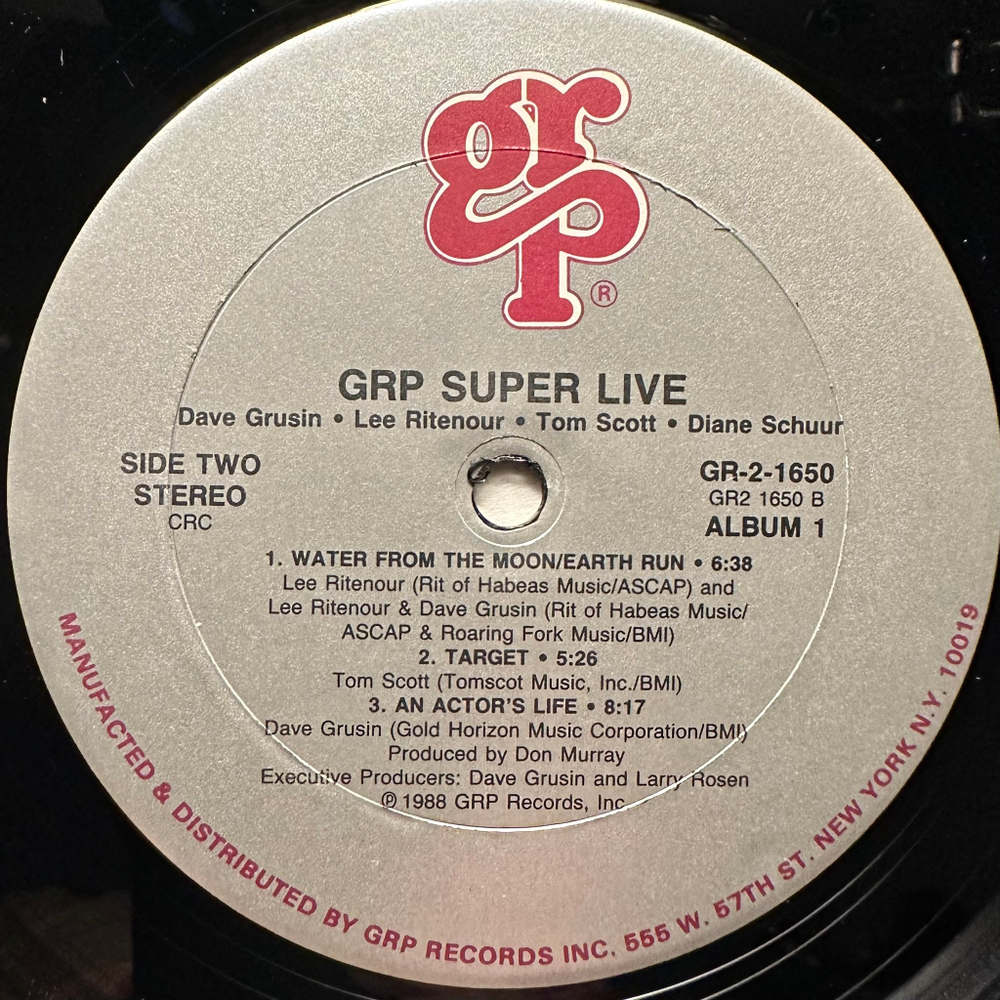 grp
®
GRP SUPER LIVE
Dave Grusin • Lee Ritenour • Tom Scott • Diane Schuur
SIDE TWO
STEREO
CRC
GR-2-1650
GR2 1650 B
ALBUM 1
1. WATER FROM THE MOON/EARTH RUN • 6:38
Lee Ritenour (Rit of Habeas Music/ASCAP) and
Lee Ritenour & Dave Grusin (Rit of Habeas Music/
ASCAP & Roaring Fork Music/BMI)
2. TARGET • 5:26
Tom Scott (Tomscot Music, Inc./BMI)
3. AN ACTOR'S LIFE • 8:17
Dave Grusin (Gold Horizon Music Corporation/BMI)
Produced by Don Murray
Executive Producers: Dave Grusin and Larry Rosen
℗ 1988 GRP Records, Inc.
MANUFACTED & DISTRIBUTED BY GRP RECORDS INC. 555 W. 57TH ST. NEW YORK N.Y. 10019